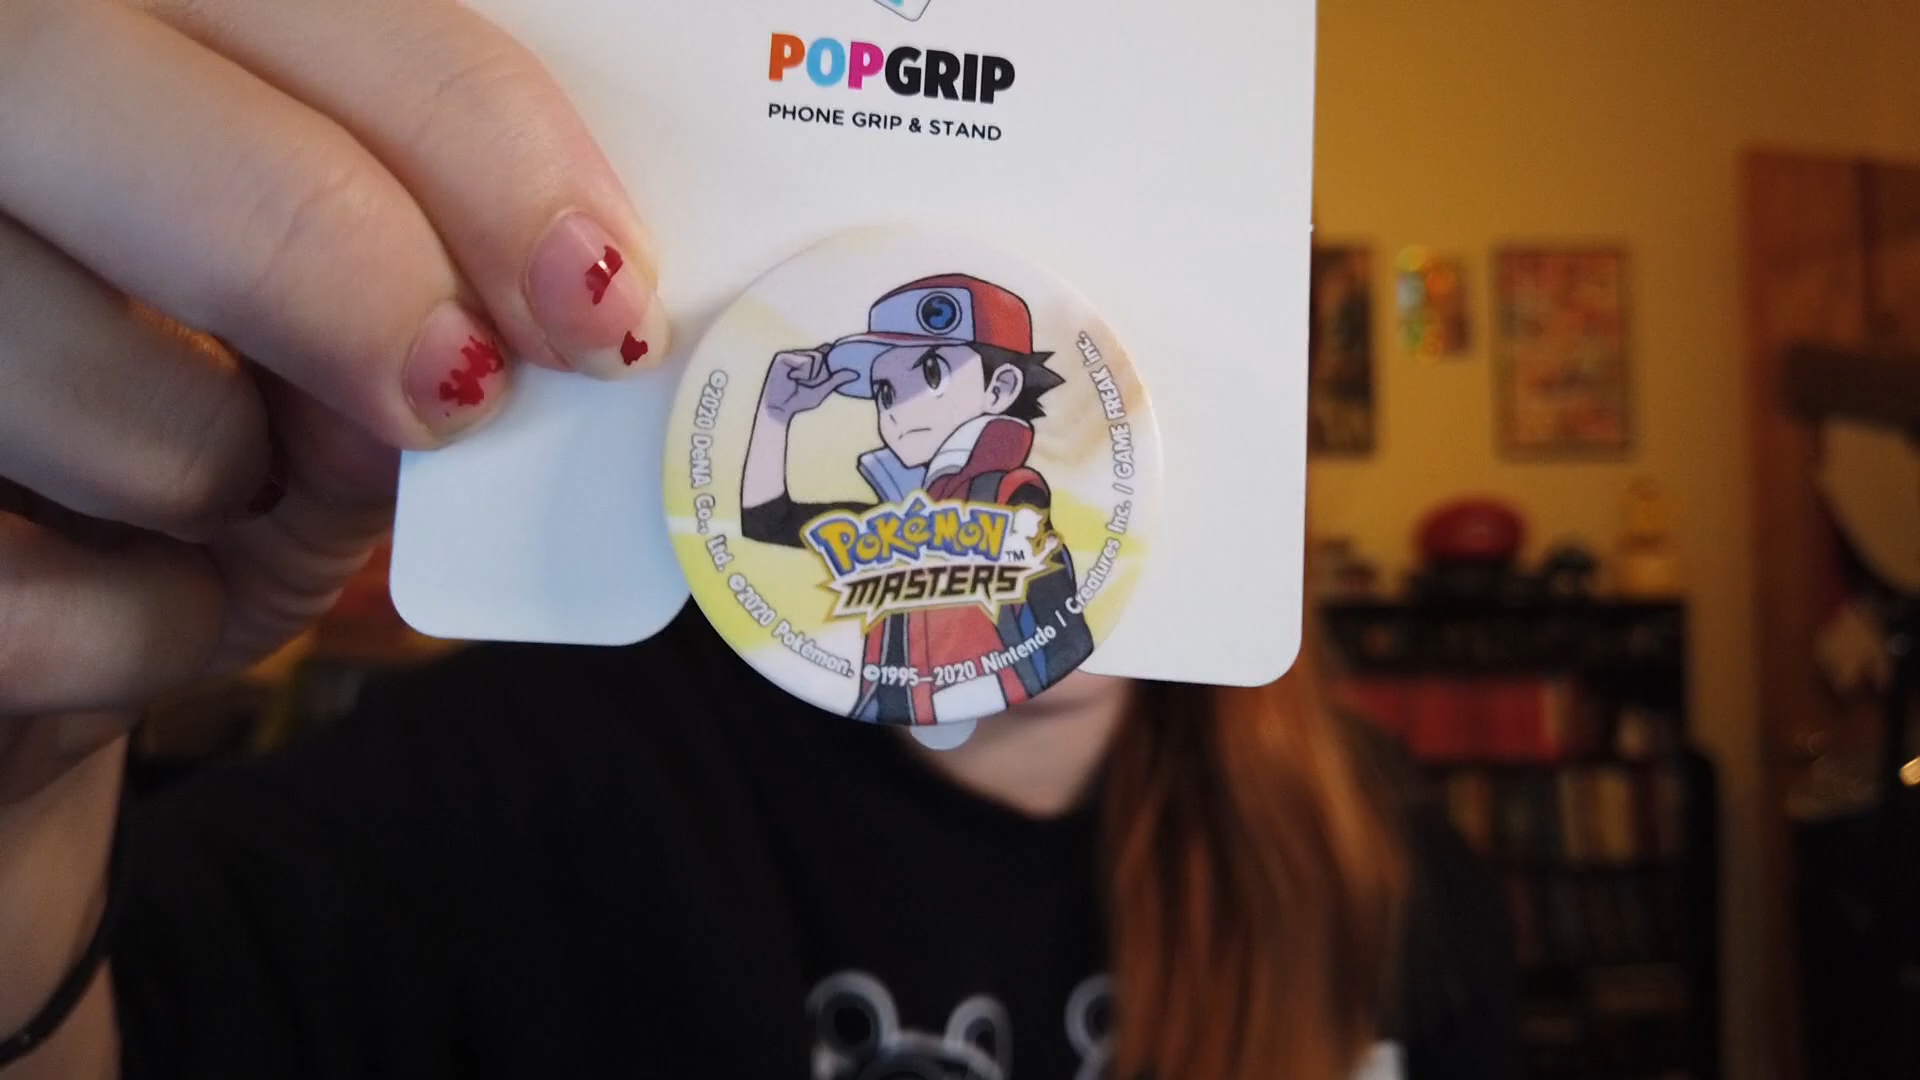 POPGRIP
PHONE GRIP & STAND
POKéMON™
MASTERS
©2020 DeNA Co., Ltd. ©2020 Pokémon. ©1995–2020 Nintendo / Creatures Inc. / GAME FREAK inc.